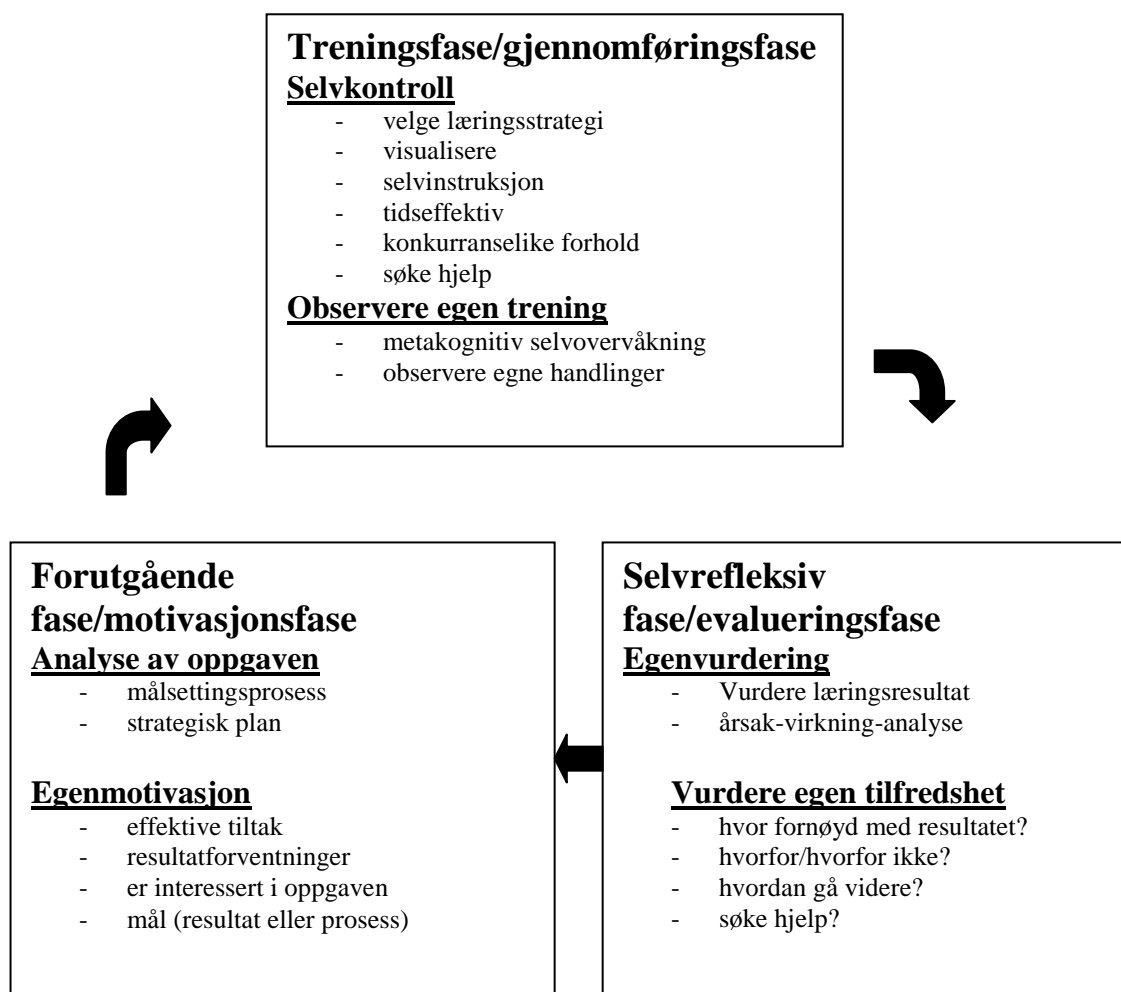 Treningsfase/gjennomføringsfase
Selvkontroll
- velge læringsstrategi
- visualisere
- selvinstruksjon
- tidseffektiv
- konkurranselike forhold
- søke hjelp
Observere egen trening
- metakognitiv selvovervåkning
- observere egne handlinger
Forutgående
fase/motivasjonsfase
Analyse av oppgaven
- målsettingsprosess
- strategisk plan
Egenmotivasjon
- effektive tiltak
- resultatforventninger
- er interessert i oppgaven
- mål (resultat eller prosess)
Selvrefleksiv
fase/evalueringsfase
Egenvurdering
- Vurdere læringsresultat
- årsak-virkning-analyse
Vurdere egen tilfredshet
- hvor fornøyd med resultatet?
- hvorfor/hvorfor ikke?
- hvordan gå videre?
- søke hjelp?